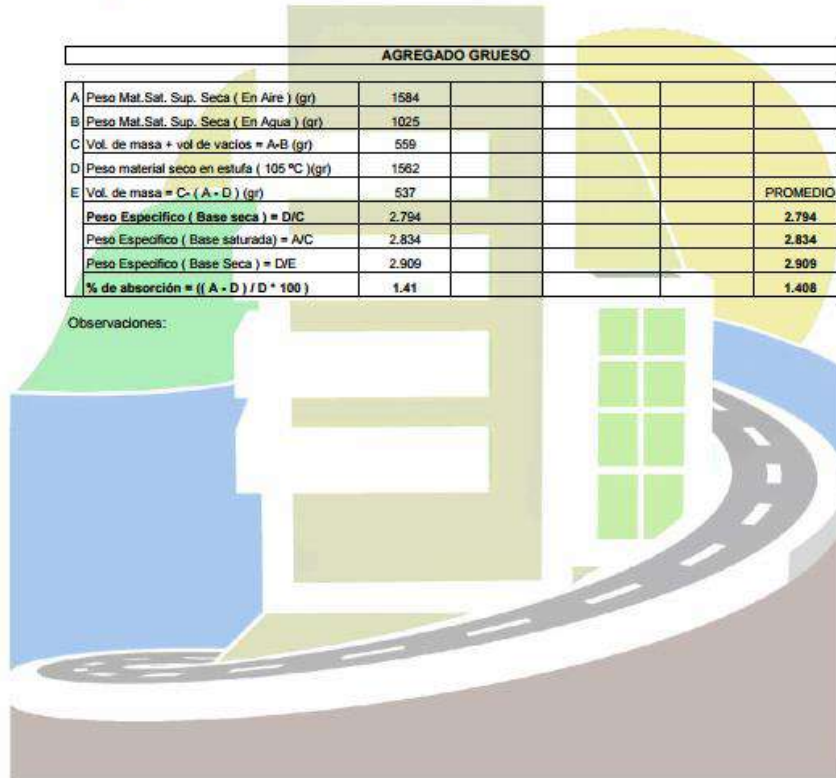 AGREGADO GRUESO
A Peso Mat.Sat. Sup. Seca ( En Aire ) (gr) 1584
B Peso Mat.Sat. Sup. Seca ( En Agua ) (gr) 1025
C Vol. de masa + vol de vacios = A-B (gr) 559
D Peso material seco en estufa ( 105 ºC )(gr) 1562
E Vol. de masa = C- ( A - D ) (gr) 537 PROMEDIO
Peso Especifico ( Base seca ) = D/C 2.794 2.794
Peso Especifico ( Base saturada) = A/C 2.834 2.834
Peso Especifico ( Base Seca ) = D/E 2.909 2.909
% de absorción = (( A - D ) / D * 100 ) 1.41 1.408
Observaciones: